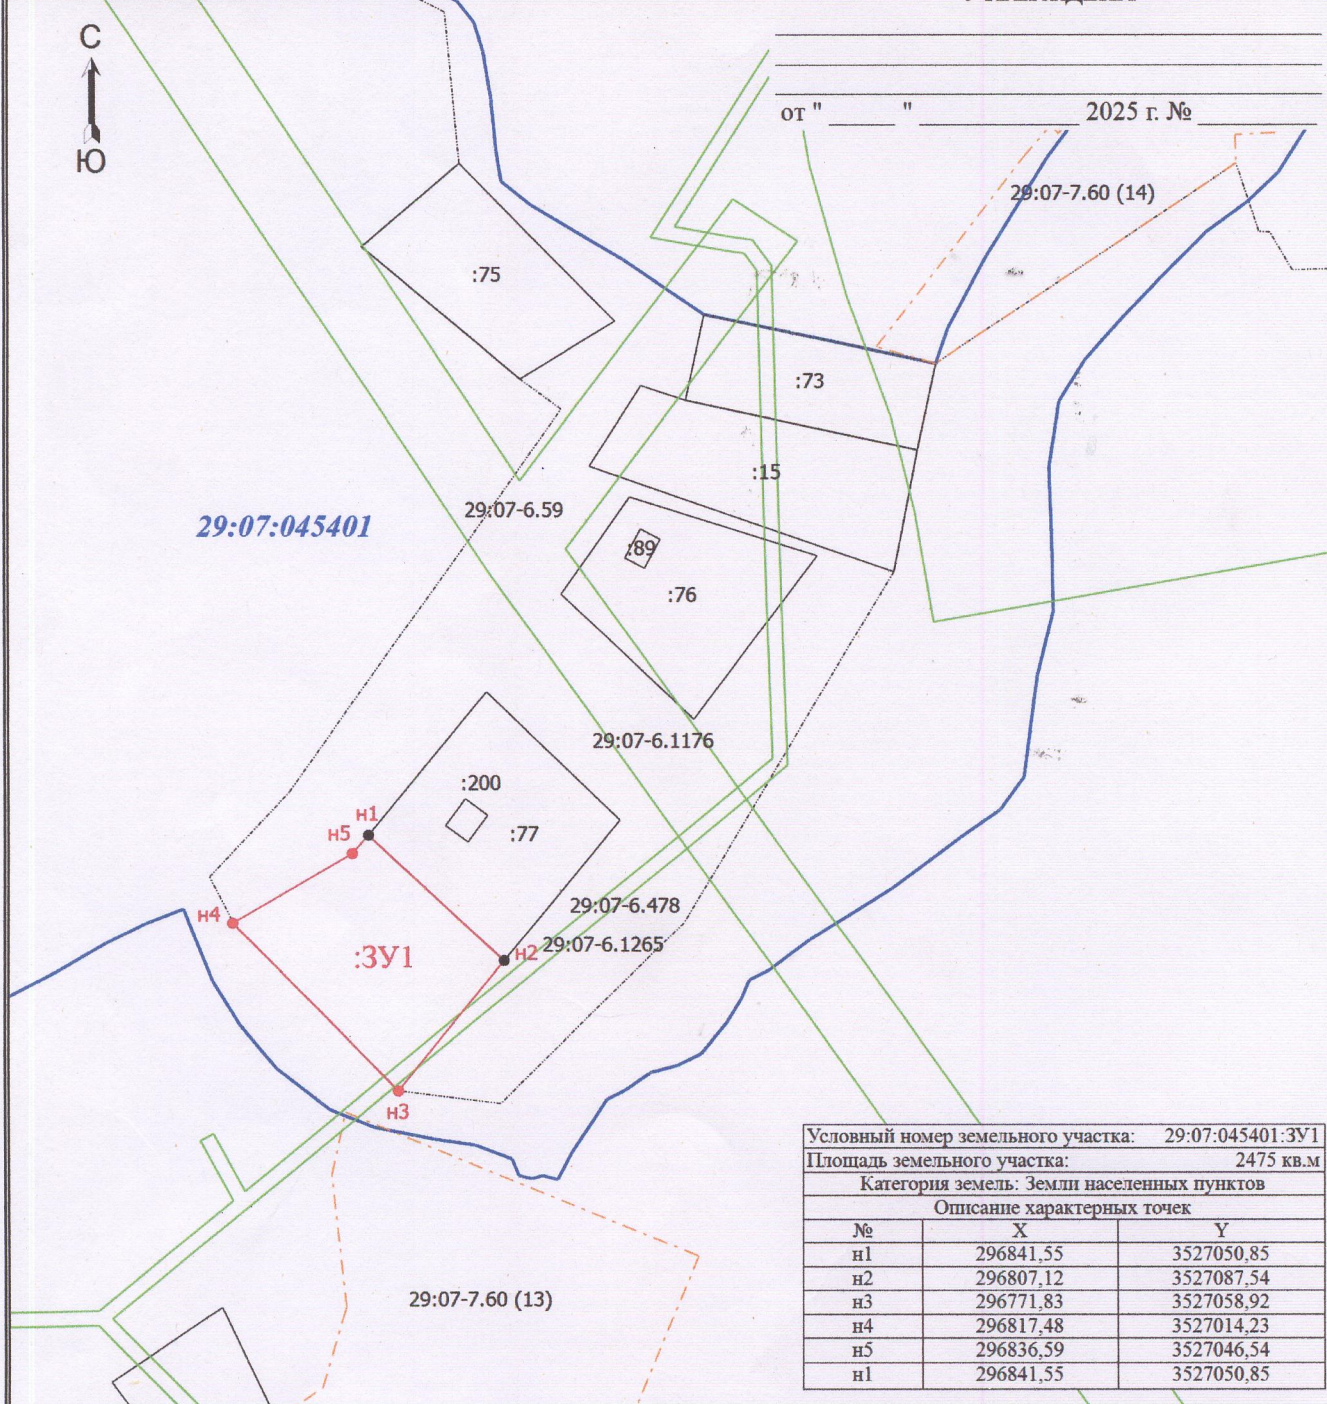 С
Ю
от " ______ " ______________ 2025 г. № ___________
29:07-7.60 (14)
:75
:73
:15
29:07-6.59
29:07:045401
:89
:76
29:07-6.1176
:200
н1
н5
:77
29:07-6.478
н4
29:07-6.1265
н2
:ЗУ1
н3
29:07-7.60 (13)
Условный номер земельного участка: 29:07:045401:ЗУ1
Площадь земельного участка: 2475 кв.м
Категория земель: Земли населенных пунктов
Описание характерных точек
№ X Y
н1 296841,55 3527050,85
н2 296807,12 3527087,54
н3 296771,83 3527058,92
н4 296817,48 3527014,23
н5 296836,59 3527046,54
н1 296841,55 3527050,85